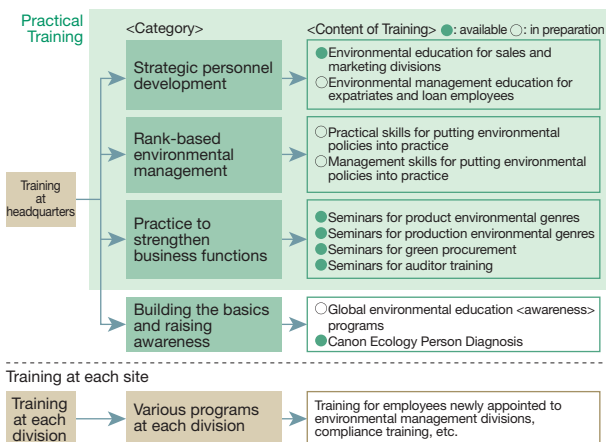 Practical
Training
<Category>
<Content of Training> ●: available ○: in preparation
Strategic personnel
development
●Environmental education for sales and
marketing divisions
○Environmental management education for
expatriates and loan employees
Rank-based
environmental
management
○Practical skills for putting environmental
policies into practice
○Management skills for putting environmental
policies into practice
Training
at
headquarters
Practice to
strengthen
business functions
●Seminars for product environmental genres
●Seminars for production environmental genres
●Seminars for green procurement
●Seminars for auditor training
Building the basics
and raising
awareness
○Global environmental education <awareness>
programs
●Canon Ecology Person Diagnosis
Training at each site
Training
at each
division
Various programs
at each division
Training for employees newly appointed to
environmental management divisions,
compliance training, etc.